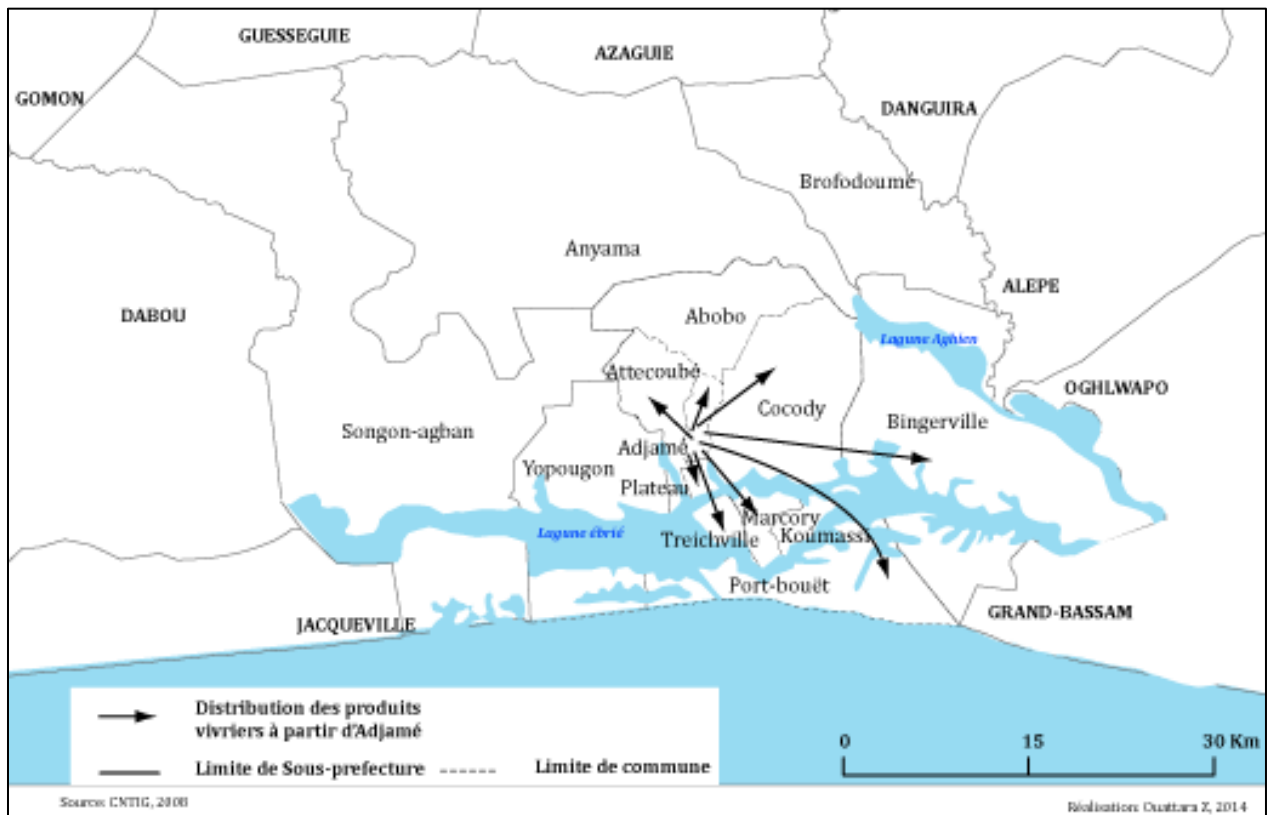 GUESSEGUIE
AZAGUIE
GOMON
DANGUIRA
Brofodoumé
Anyama
ALEPE
DABOU
Abobo
Lagune Aghien
Attecoubé
OGHLWAPO
Cocody
Bingerville
Songon-agban
Adjamé
Yopougon
Plateau
Marcory
Lagune ébrié
Treichville
Koumassi
Port-bouët
JACQUEVILLE
GRAND-BASSAM
Distribution des produits
vivriers à partir d'Adjamé
Limite de Sous-prefecture
Limite de commune
0 15 30 Km
Source: CNTIG, 2008
Réalisation: Ouattara Z, 2014